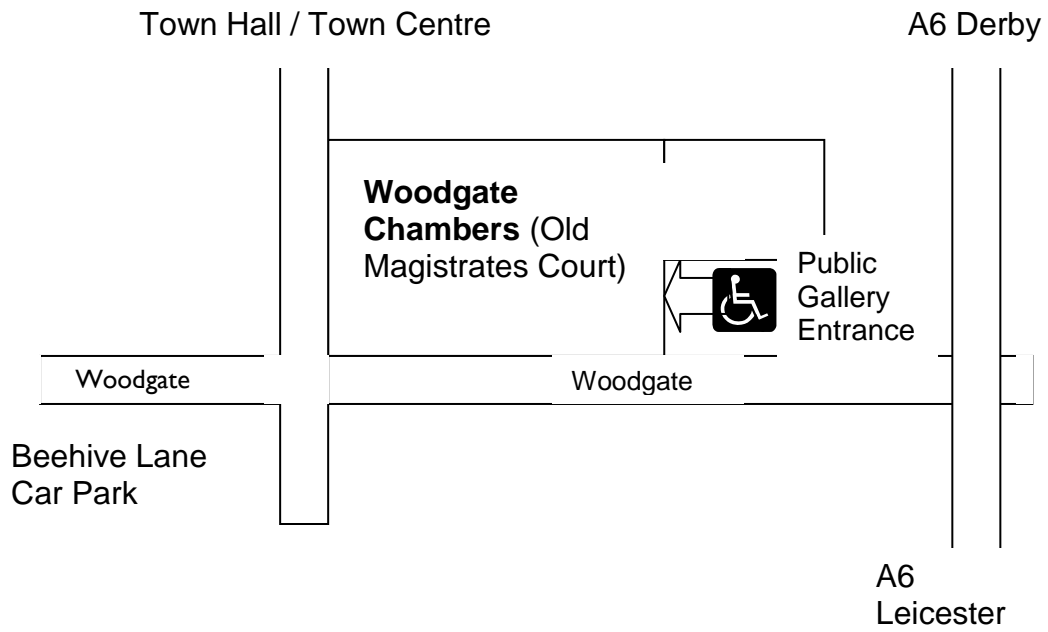 Town Hall / Town Centre
A6 Derby
Woodgate
Chambers (Old
Magistrates Court)
Public
Gallery
Entrance
Woodgate
Woodgate
Beehive Lane
Car Park
A6
Leicester